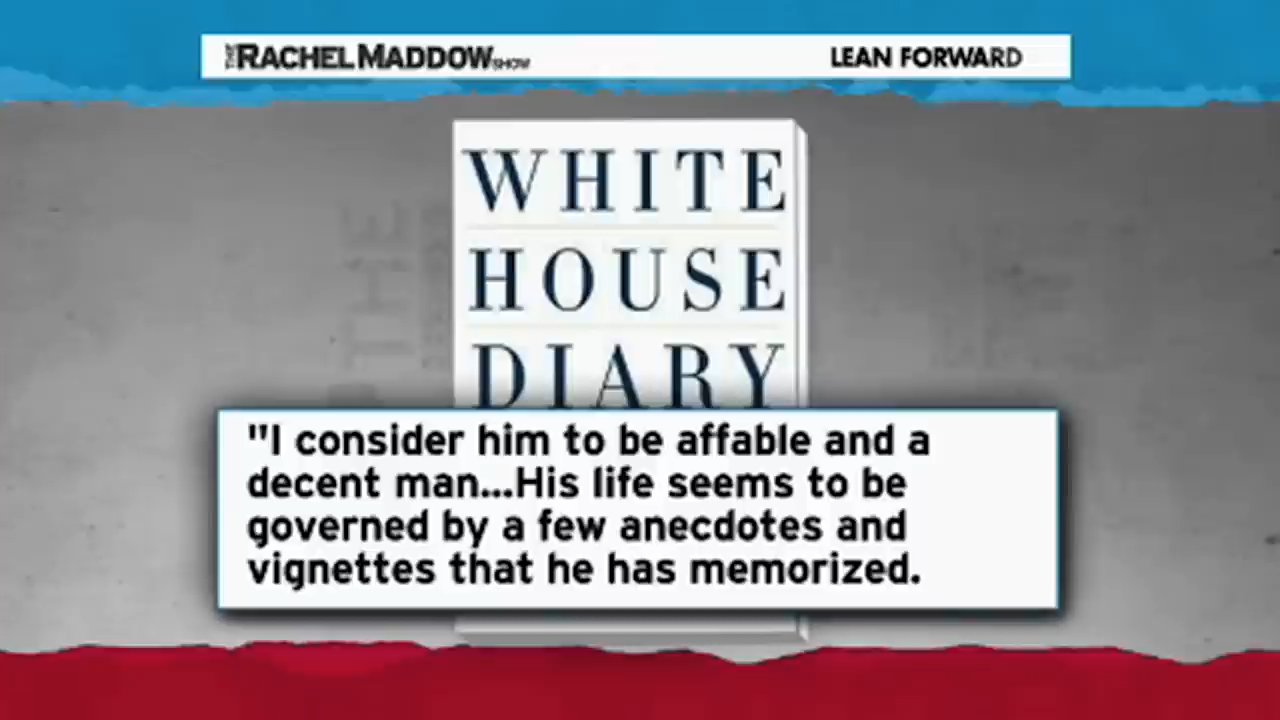 THE RACHEL MADDOW SHOW
LEAN FORWARD
WHITE
HOUSE
DIARY
"I consider him to be affable and a
decent man...His life seems to be
governed by a few anecdotes and
vignettes that he has memorized.